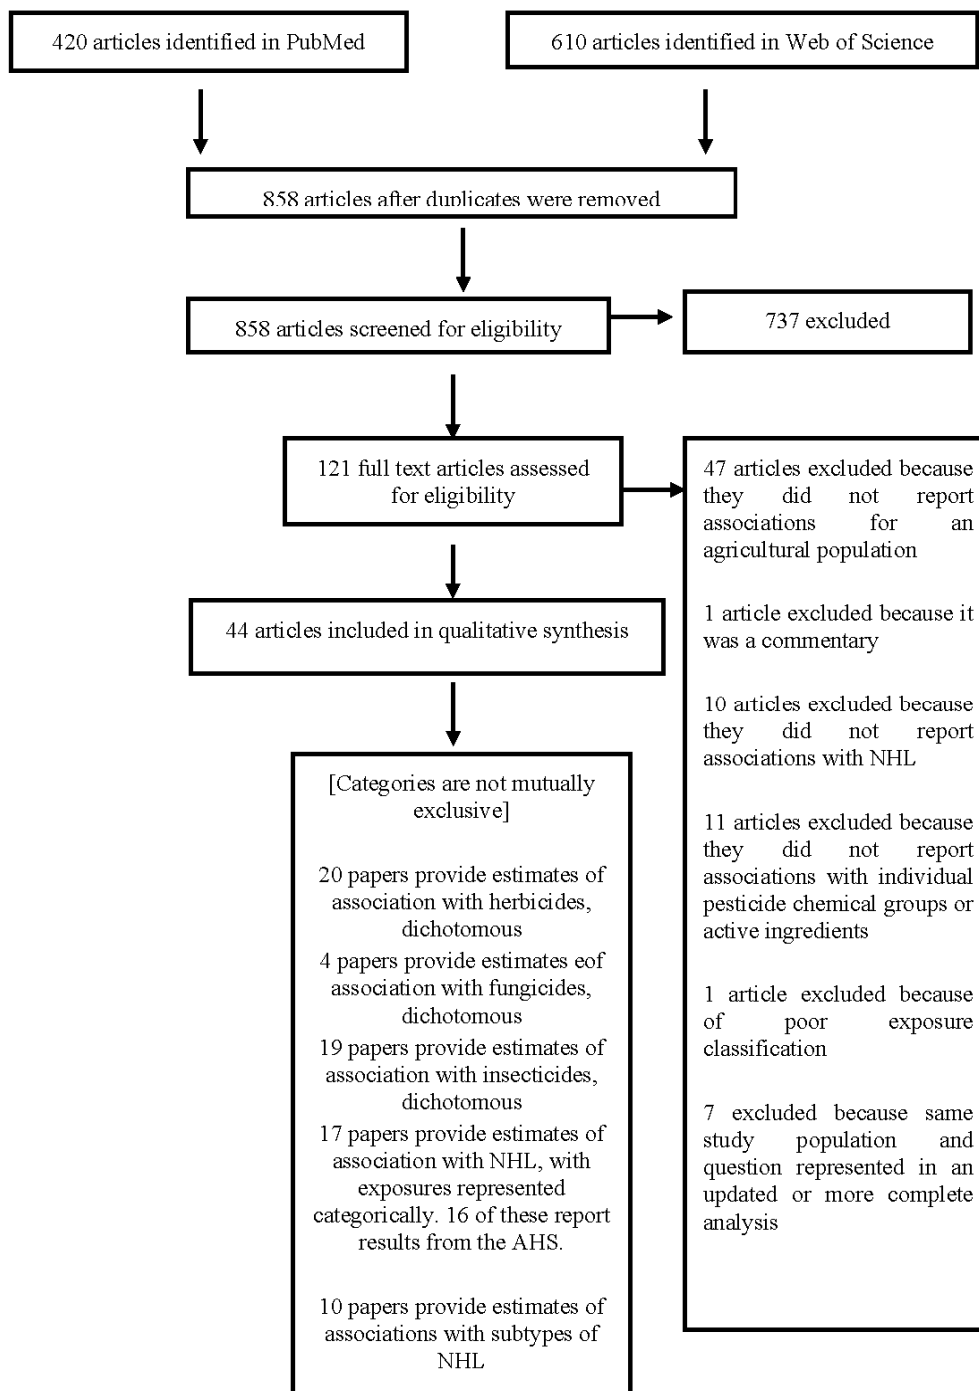 420 articles identified in PubMed
610 articles identified in Web of Science
858 articles after duplicates were removed
858 articles screened for eligibility
737 excluded
121 full text articles assessed
for eligibility
47 articles excluded because
they did not report
associations for an
agricultural population
1 article excluded because it
was a commentary
10 articles excluded because
they did not report
associations with NHL
11 articles excluded because
they did not report
associations with individual
pesticide chemical groups or
active ingredients
1 article excluded because
of poor exposure
classification
7 excluded because same
study population and
question represented in an
updated or more complete
analysis
44 articles included in qualitative synthesis
[Categories are not mutually
exclusive]
20 papers provide estimates of
association with herbicides,
dichotomous
4 papers provide estimates eof
association with fungicides,
dichotomous
19 papers provide estimates of
association with insecticides,
dichotomous
17 papers provide estimates of
association with NHL, with
exposures represented
categorically. 16 of these report
results from the AHS.
10 papers provide estimates of
associations with subtypes of
NHL